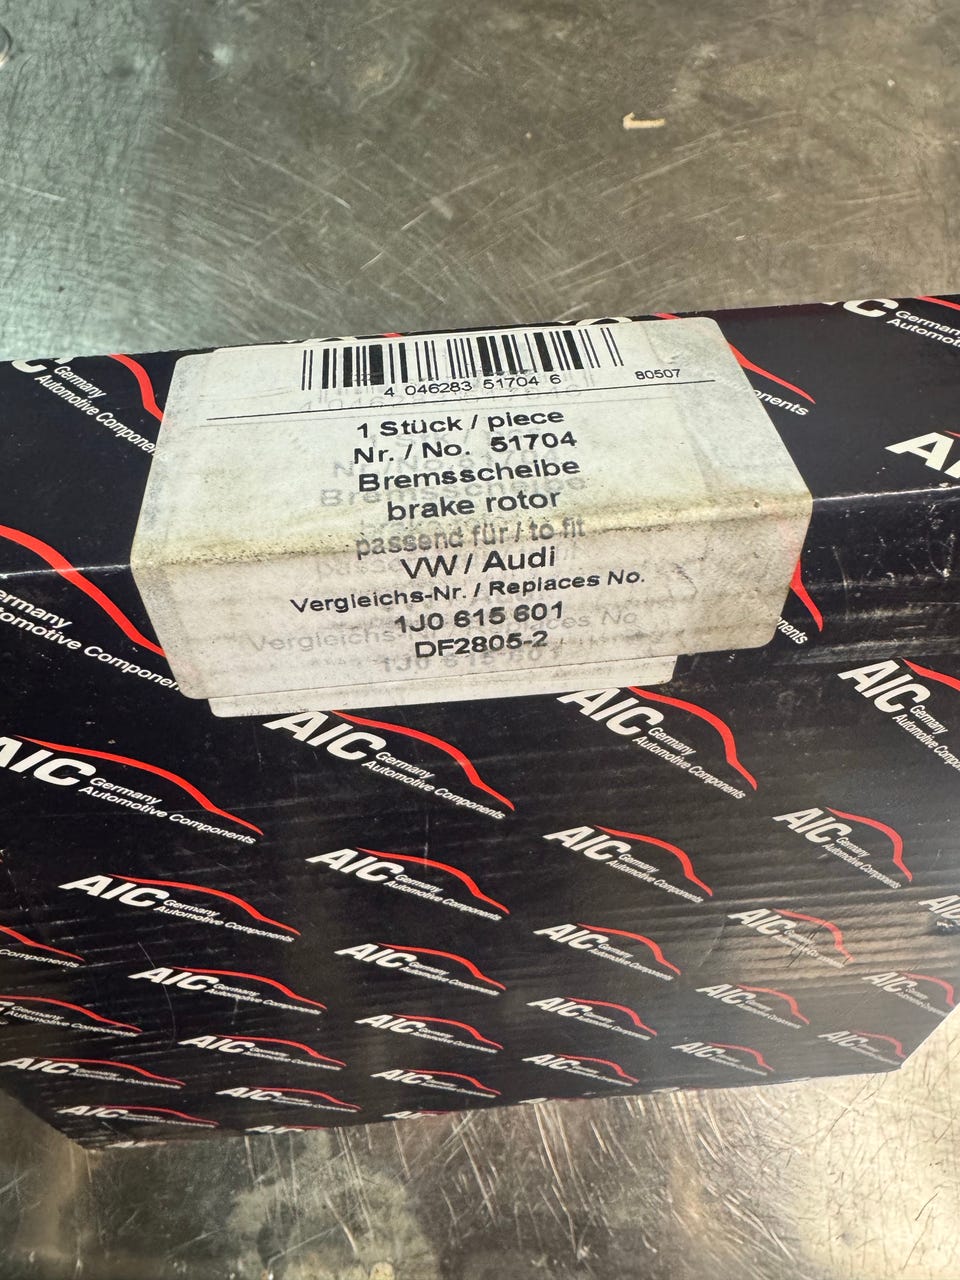 4 046283 51704 6
80507
1 Stück / piece
Nr. / No. 51704
Bremsscheibe
brake rotor
passend für / to fit
VW / Audi
Vergleichs-Nr. / Replaces No.
1J0 615 601
DF2805-2
AIC
Germany
Automotive Components